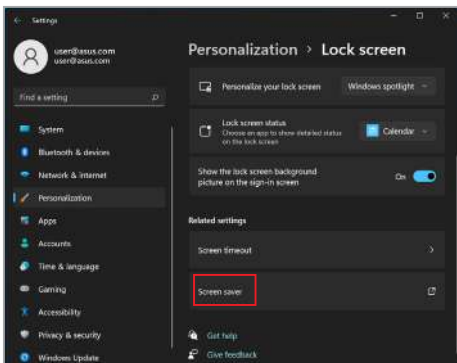 Settings
user@asus.com
user@asus.com
Find a setting
System
Bluetooth & devices
Network & internet
Personalization
Apps
Accounts
Time & language
Gaming
Accessibility
Privacy & security
Windows Update
Personalization > Lock screen
Personalize your lock screen
Windows spotlight
Lock screen status
Choose an app to show detailed status
on the lock screen
Calendar
Show the lock screen background
picture on the sign-in screen
On
Related settings
Screen timeout
Screen saver
Get help
Give feedback